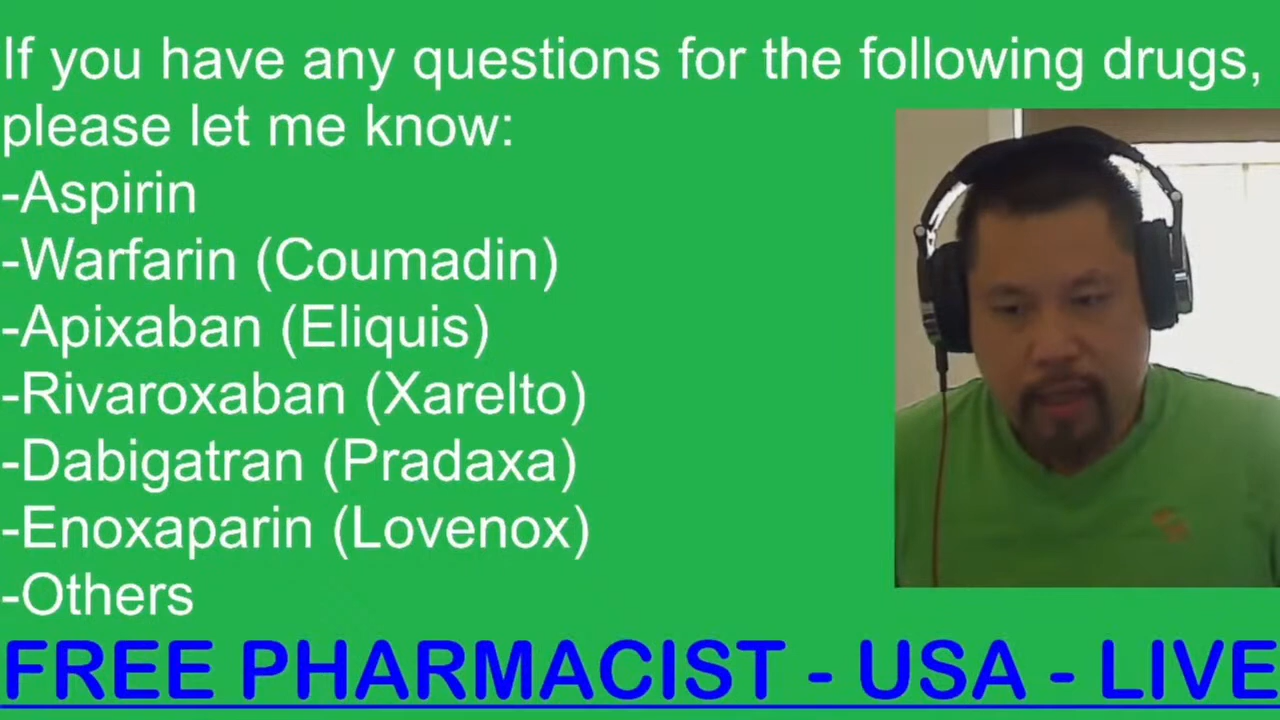 If you have any questions for the following drugs,
please let me know:
-Aspirin
-Warfarin (Coumadin)
-Apixaban (Eliquis)
-Rivaroxaban (Xarelto)
-Dabigatran (Pradaxa)
-Enoxaparin (Lovenox)
-Others
FREE PHARMACIST - USA - LIVE